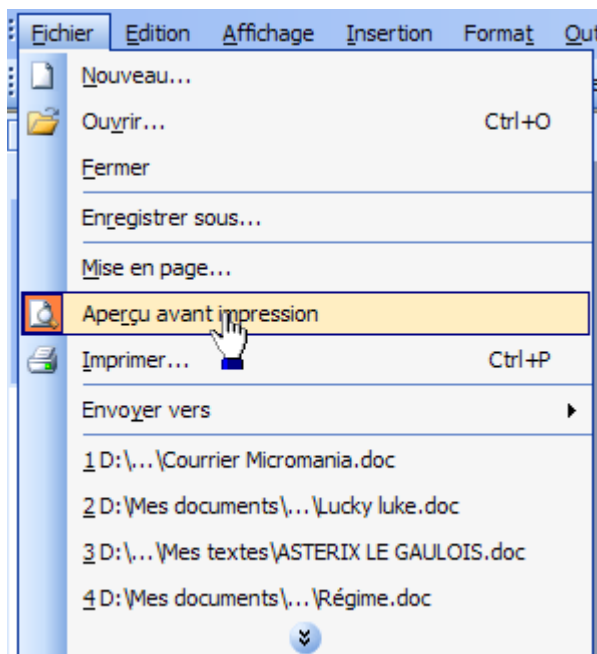 Fichier Edition Affichage Insertion Format Out
Nouveau...
Ouvrir... Ctrl+O
Fermer
Enregistrer sous...
Mise en page...
Aperçu avant impression
Imprimer... Ctrl+P
Envoyer vers
1 D:\...\Courrier Micromania.doc
2 D:\Mes documents\...\Lucky luke.doc
3 D:\...\Mes textes\ASTERIX LE GAULOIS.doc
4 D:\Mes documents\...\Régime.doc